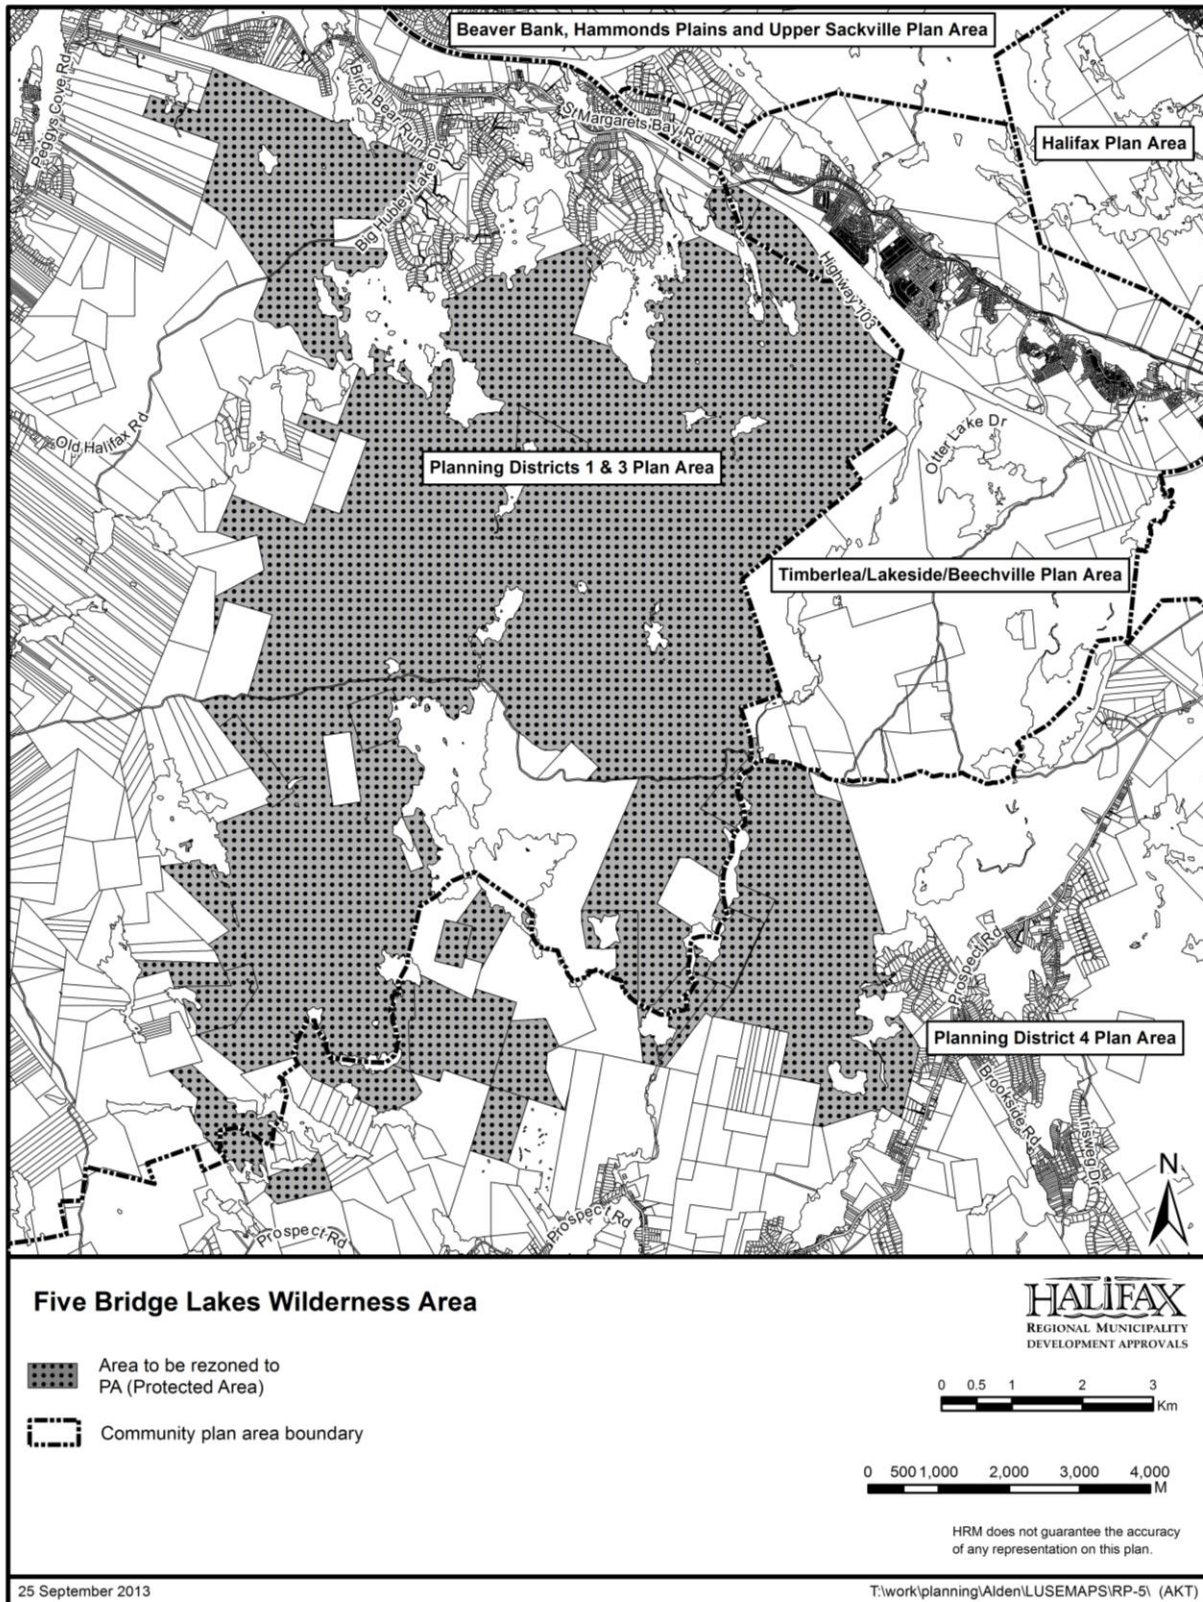 Beaver Bank, Hammonds Plains and Upper Sackville Plan Area
Peggys Cove Rd
Birch Bear Run
St Margarets Bay Rd
Halifax Plan Area
Big Hubley Lake
Highway 103
Old Halifax Rd
Otter Lake Dr
Planning Districts 1 & 3 Plan Area
Timberlea/Lakeside/Beechville Plan Area
Prospect Rd
Planning District 4 Plan Area
Brookside Rd
Irisweg Dr
N
Prospect Rd
Prospect Rd
Five Bridge Lakes Wilderness Area
HALIFAX
REGIONAL MUNICIPALITY
DEVELOPMENT APPROVALS
Area to be rezoned to
PA (Protected Area)
Community plan area boundary
0 0.5 1 2 3
Km
0 500 1,000 2,000 3,000 4,000
M
HRM does not guarantee the accuracy
of any representation on this plan.
25 September 2013
T:\work\planning\Alden\LUSEMAPS\RP-5\ (AKT)